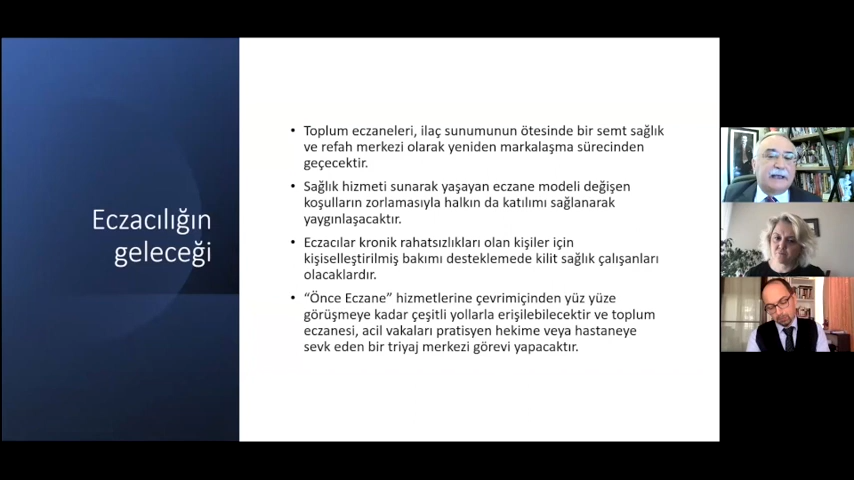 Eczacılığın
geleceği
• Toplum eczaneleri, ilaç sunumunun ötesinde bir semt sağlık
ve refah merkezi olarak yeniden markalaşma sürecinden
geçecektir.
• Sağlık hizmeti sunarak yaşayan eczane modeli değişen
koşulların zorlamasıyla halkın da katılımı sağlanarak
yaygınlaşacaktır.
• Eczacılar kronik rahatsızlıkları olan kişiler için
kişiselleştirilmiş bakımı desteklemede kilit sağlık çalışanları
olacaklardır.
• “Önce Eczane” hizmetlerine çevrimiçinden yüz yüze
görüşmeye kadar çeşitli yollarla erişilebilecektir ve toplum
eczanesi, acil vakaları pratisyen hekime veya hastaneye
sevk eden bir triyaj merkezi görevi yapacaktır.